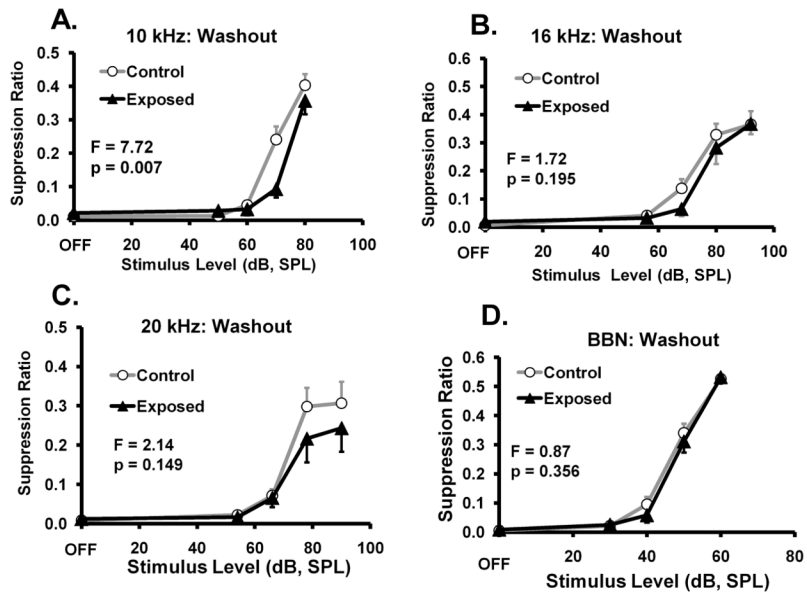 A.
10 kHz: Washout
Suppression Ratio
0.5
0.4
0.3
0.2
0.1
0.0
Control
Exposed
F = 7.72
p = 0.007
OFF 20 40 60 80 100
Stimulus Level (dB, SPL)
B.
16 kHz: Washout
Suppression Ratio
0.6
0.5
0.4
0.3
0.2
0.1
0.0
Control
Exposed
F = 1.72
p = 0.195
OFF 20 40 60 80 100
Stimulus Level (dB, SPL)
C.
20 kHz: Washout
Suppression Ratio
0.5
0.4
0.3
0.2
0.1
0.0
Control
Exposed
F = 2.14
p = 0.149
OFF 20 40 60 80 100
Stimulus Level (dB, SPL)
D.
BBN: Washout
Suppression Ratio
0.6
0.5
0.4
0.3
0.2
0.1
0.0
Control
Exposed
F = 0.87
p = 0.356
OFF 20 40 60 80
Stimulus Level (dB, SPL)